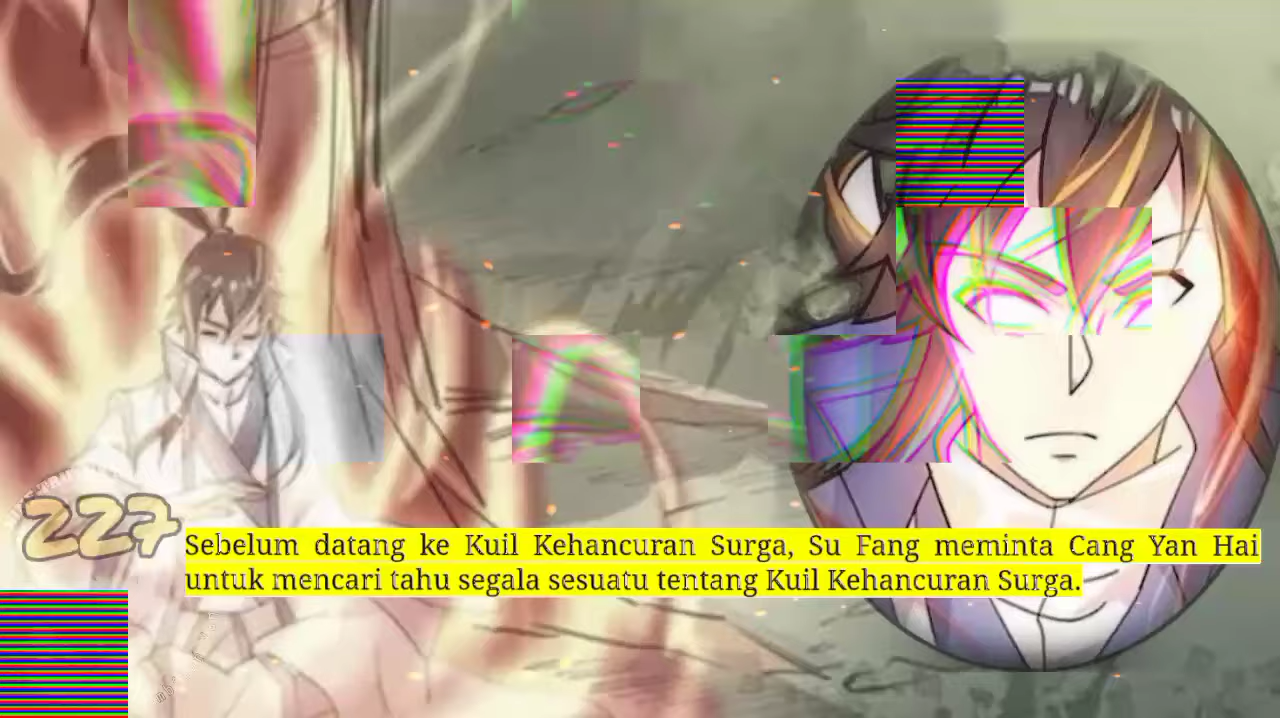 227
Sebelum datang ke Kuil Kehancuran Surga, Su Fang meminta Cang Yan Hai
untuk mencari tahu segala sesuatu tentang Kuil Kehancuran Surga.